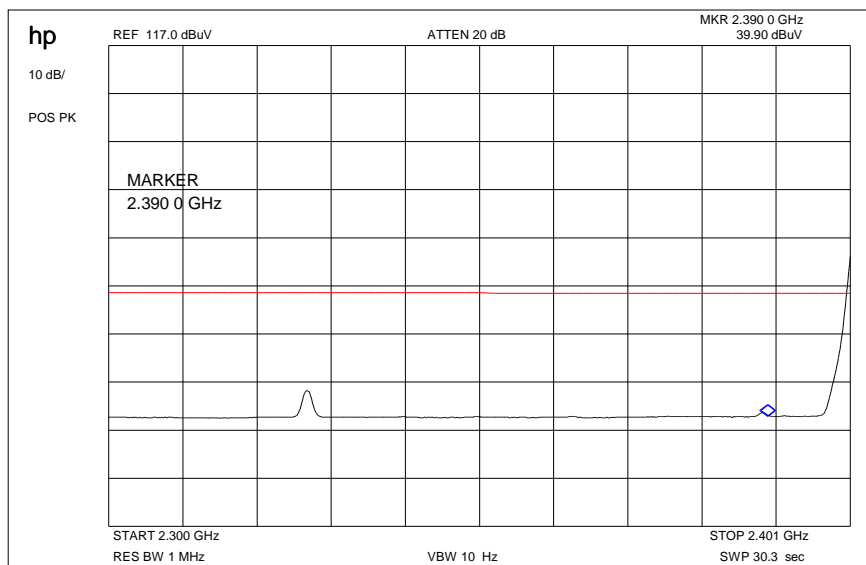 MKR 2.390 0 GHz
hp REF 117.0 dBuV ATTEN 20 dB 39.90 dBuV
10 dB/
POS PK
MARKER
2.390 0 GHz
START 2.300 GHz STOP 2.401 GHz
RES BW 1 MHz VBW 10 Hz SWP 30.3 sec